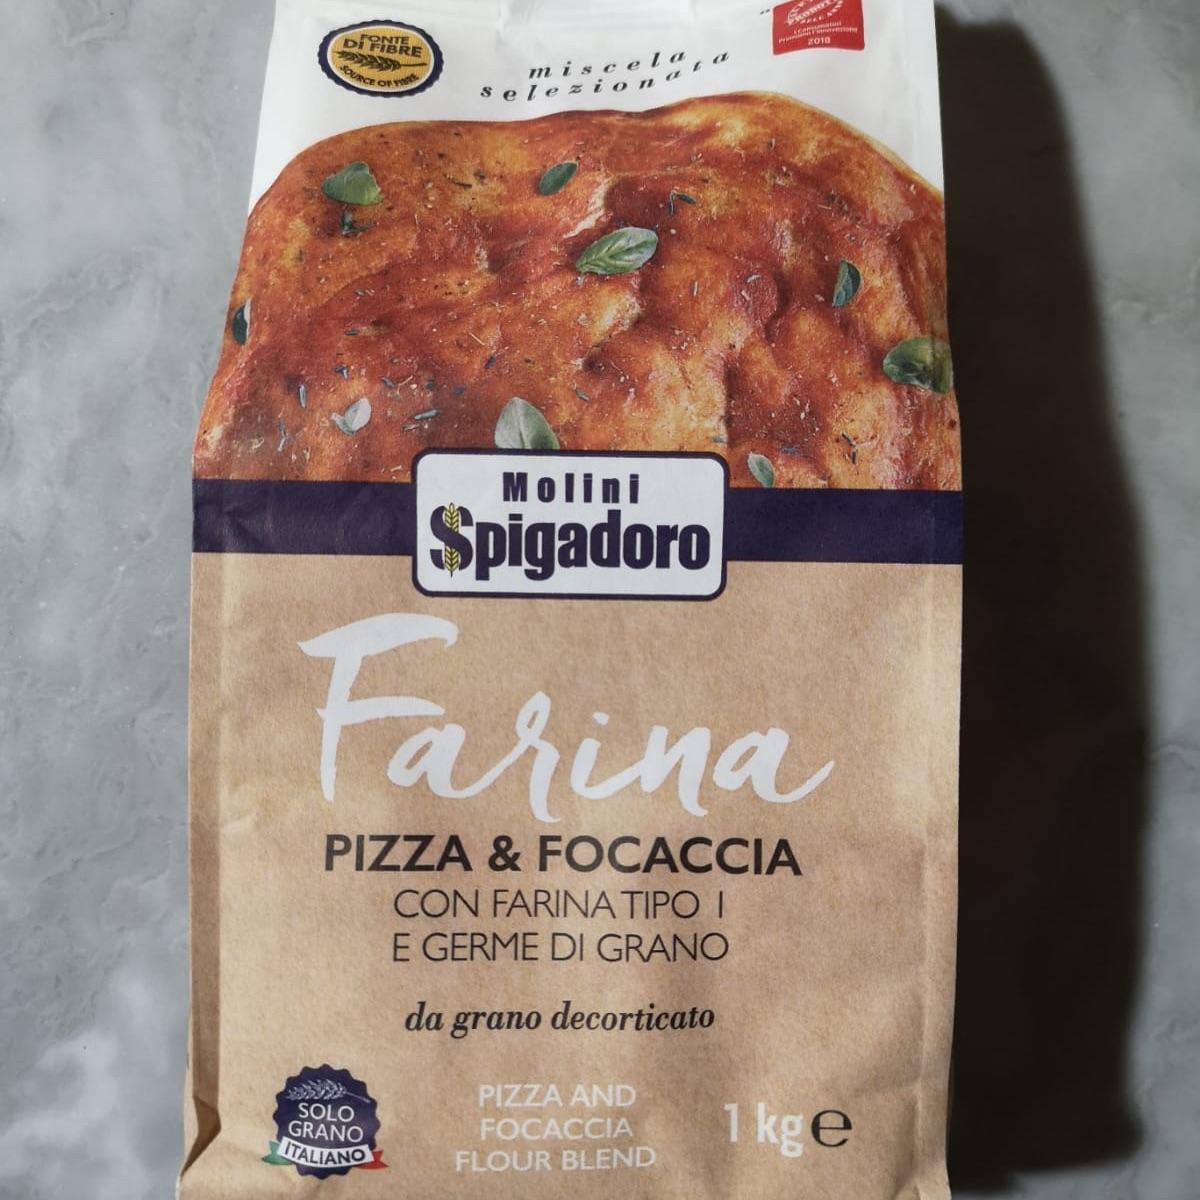 FONTE
DI FIBRE
SOURCE OF FIBRE
miscela
selezionata
2018
Molini
Spigadoro
Farina
PIZZA & FOCACCIA
CON FARINA TIPO 1
E GERME DI GRANO
da grano decorticato
SOLO
GRANO
ITALIANO
PIZZA AND
FOCACCIA
FLOUR BLEND
1 kg e